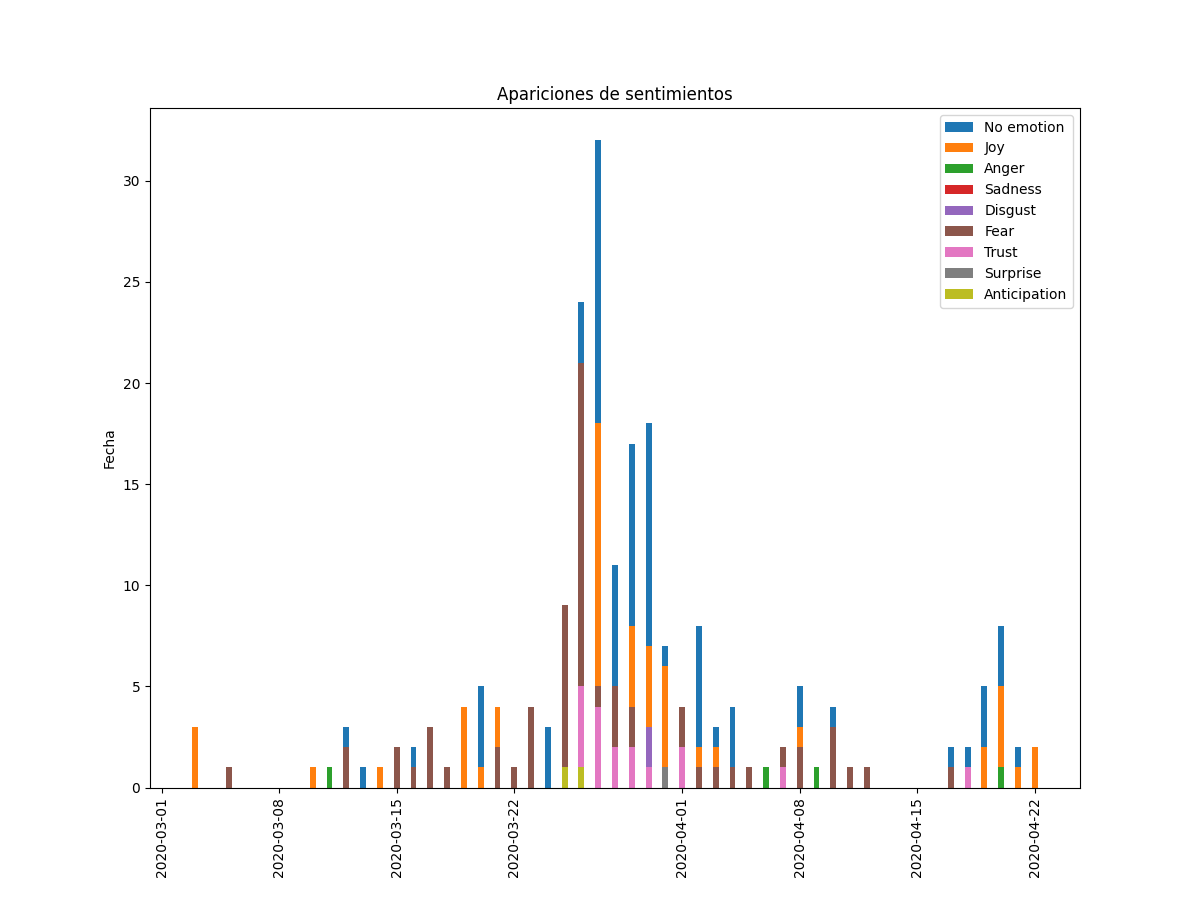 Apariciones de sentimientos
No emotion
Joy
Anger
Sadness
Disgust
Fear
Trust
Surprise
Anticipation
Fecha
30
25
20
15
10
5
0
2020-03-01
2020-03-08
2020-03-15
2020-03-22
2020-04-01
2020-04-08
2020-04-15
2020-04-22